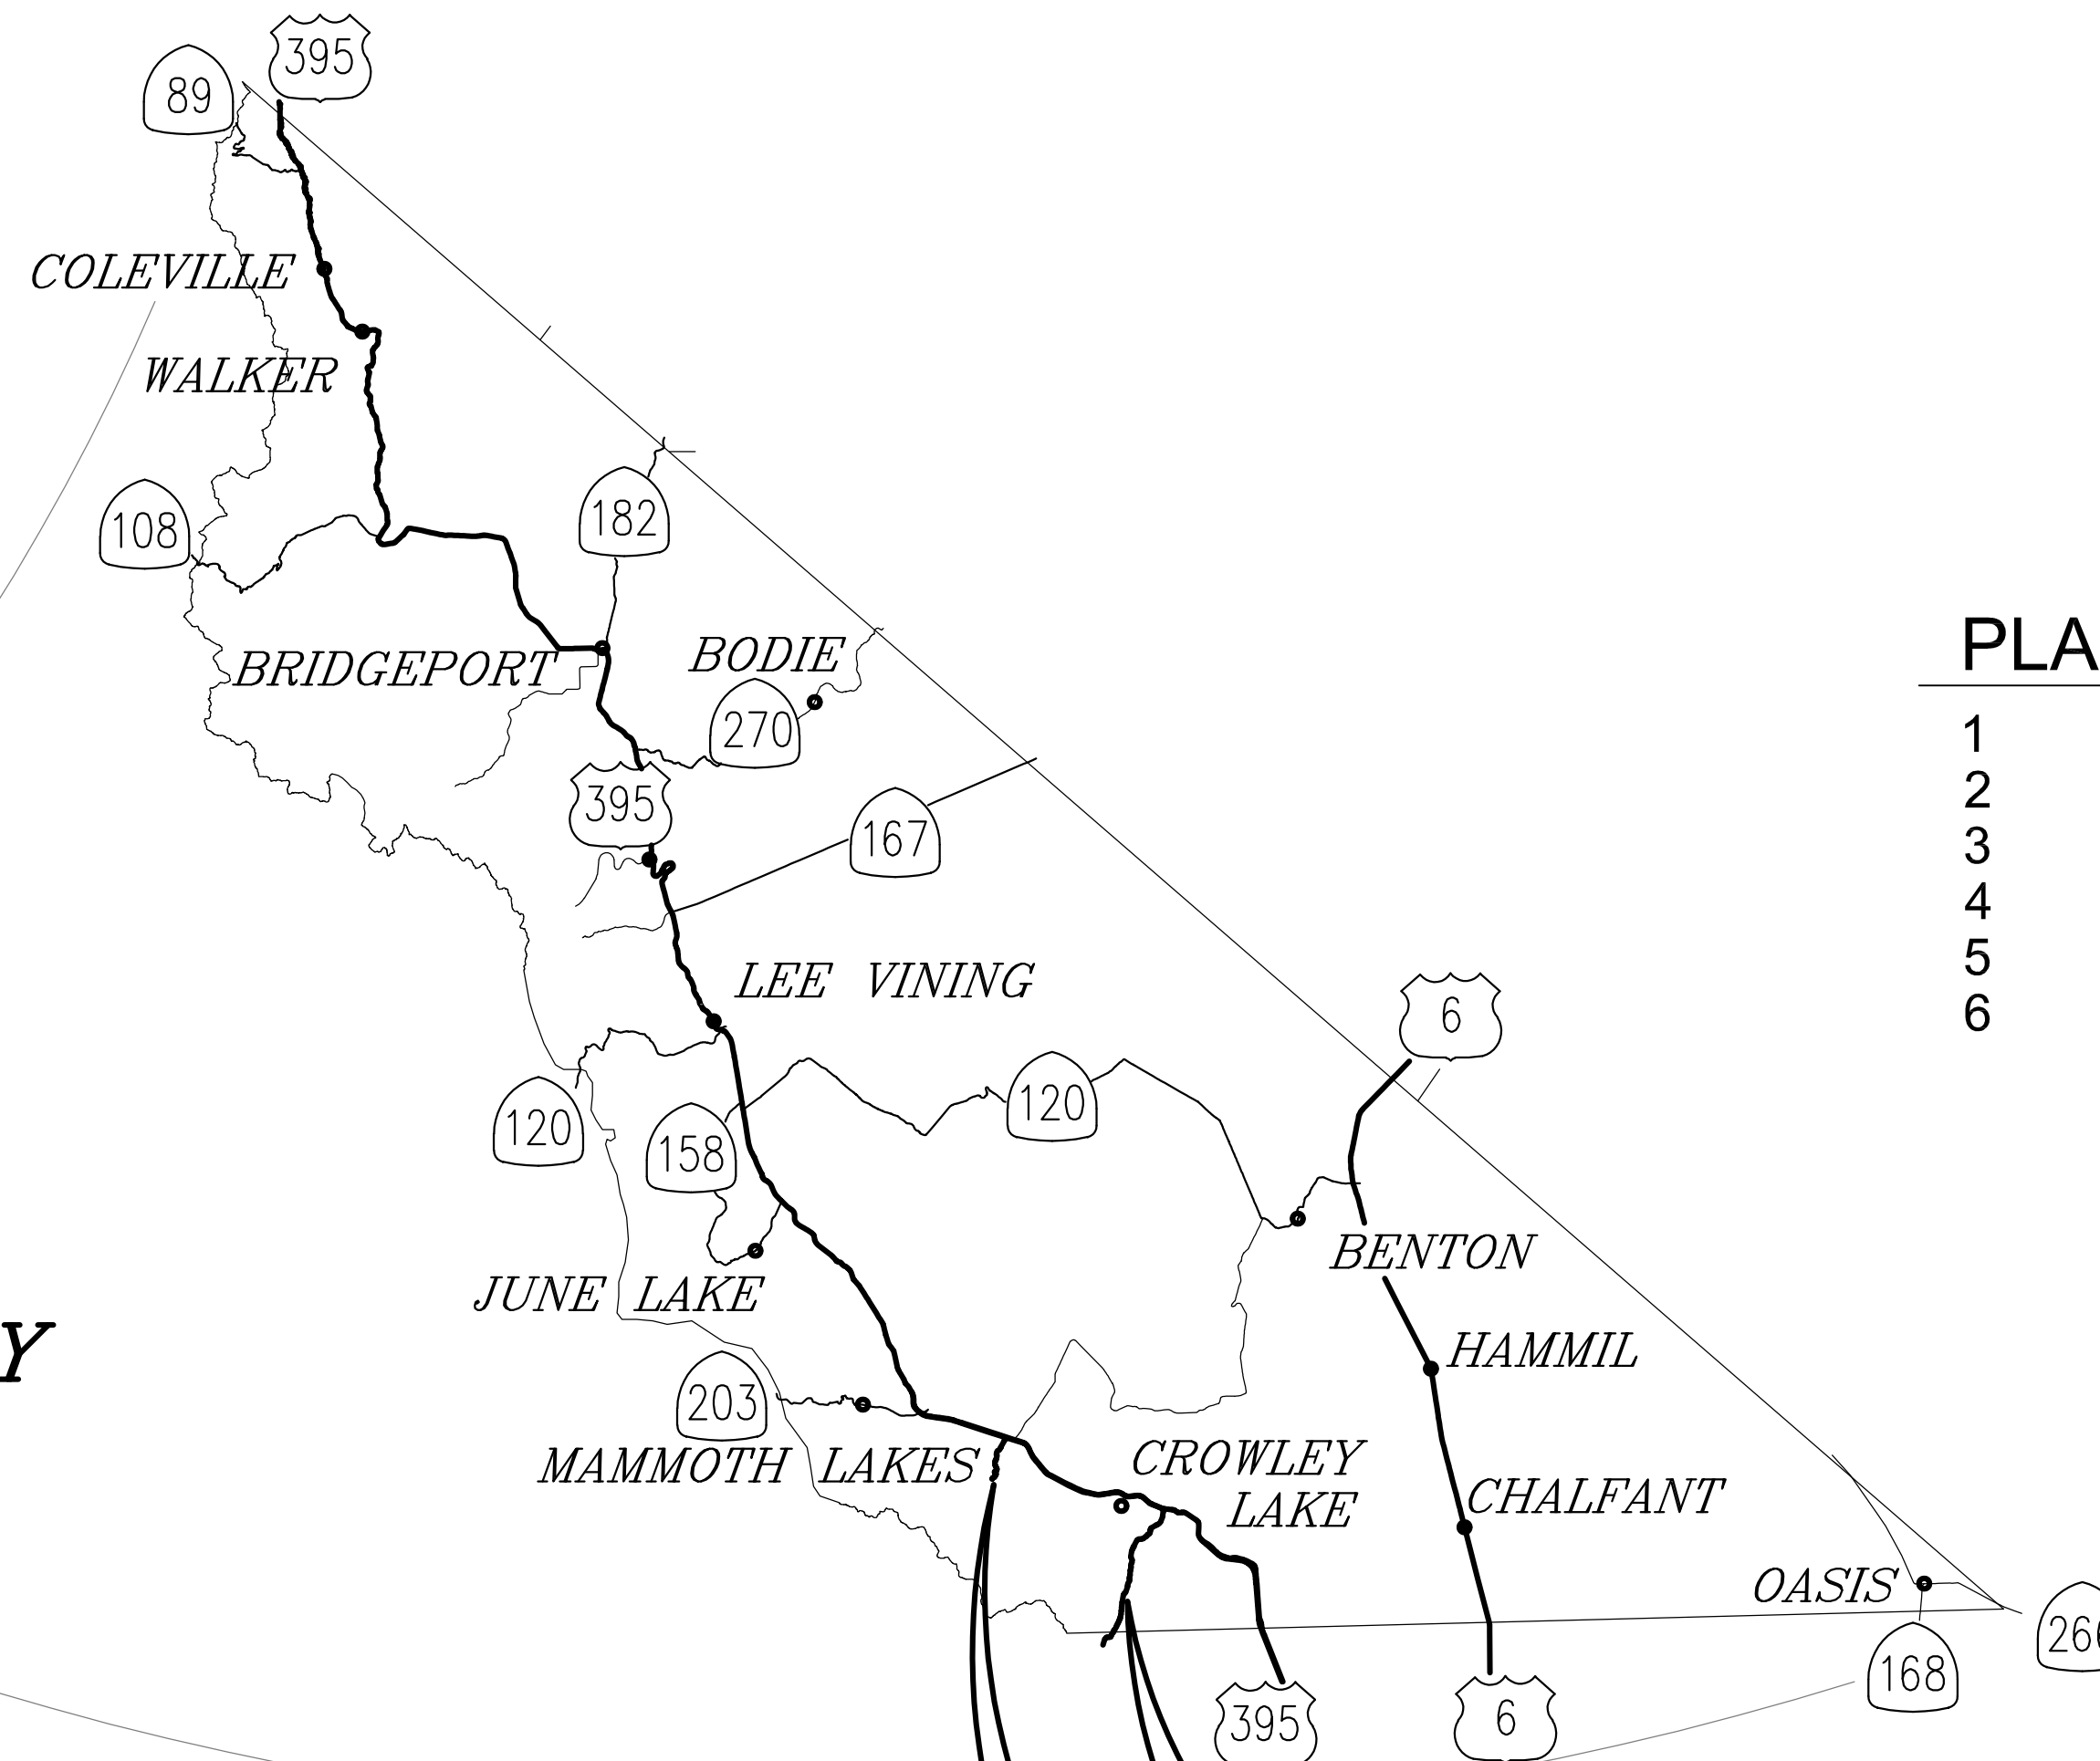 395
89
COLEVILLE
WALKER
108
182
BRIDGEPORT
BODIE
270
395
167
PLA
1
2
3
4
5
6
LEE VINING
6
120
158
120
BENTON
JUNE LAKE
HAMMIL
Y
203
MAMMOTH LAKES
CROWLEY
LAKE
CHALFANT
OASIS
168
395
6